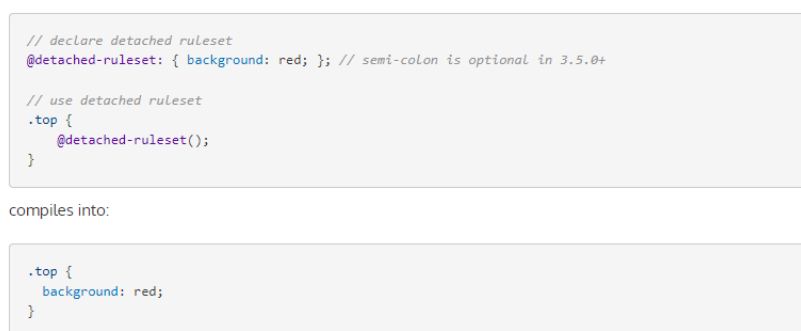 // declare detached ruleset
@detached-ruleset: { background: red; }; // semi-colon is optional in 3.5.0+
// use detached ruleset
.top {
    @detached-ruleset();
}
compiles into:
.top {
  background: red;
}